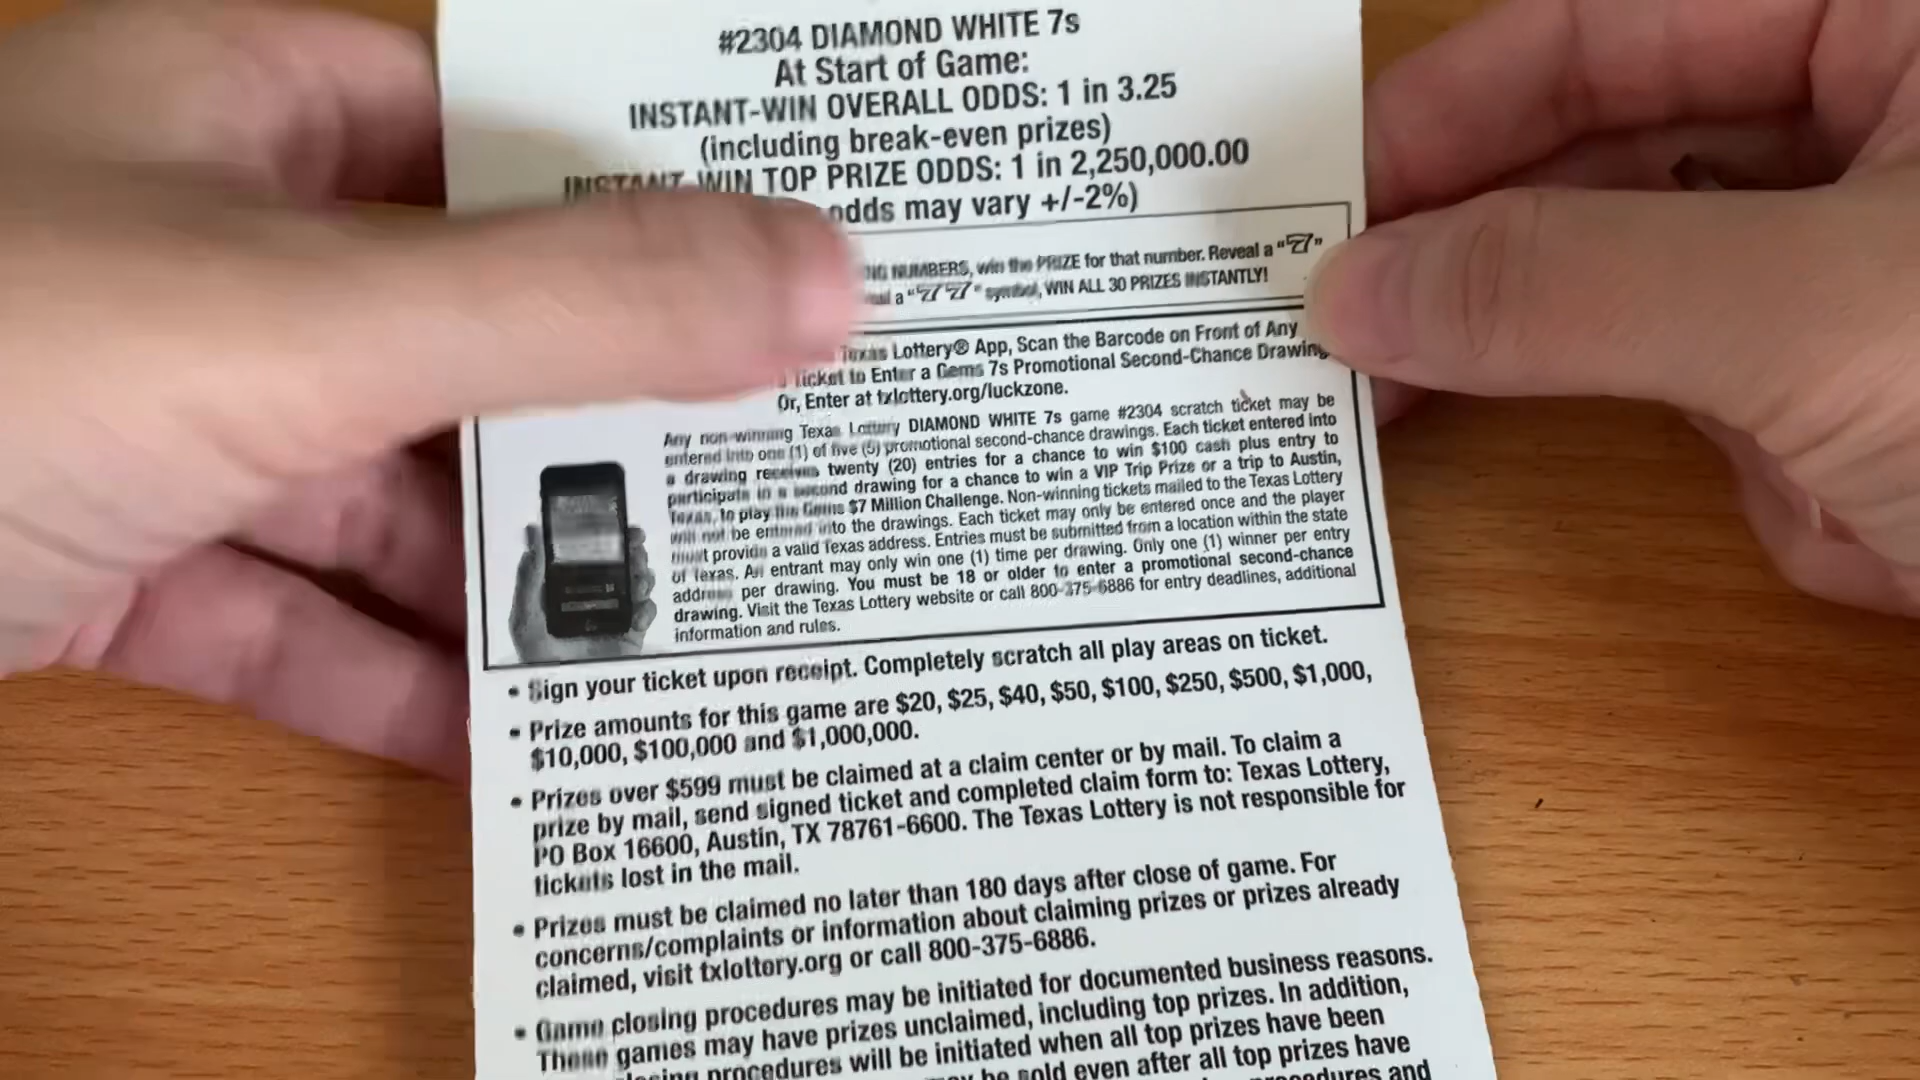 #2304 DIAMOND WHITE 7s
At Start of Game:
INSTANT-WIN OVERALL ODDS: 1 in 3.25
(including break-even prizes)
INSTANT-WIN TOP PRIZE ODDS: 1 in 2,250,000.00
odds may vary +/-2%)
NUMBERS, win the PRIZE for that number. Reveal a "7"
a "77" symbol, WIN ALL 30 PRIZES INSTANTLY!
Texas Lottery® App, Scan the Barcode on Front of Any
Ticket to Enter a Gems 7s Promotional Second-Chance Drawing
Or, Enter at txlottery.org/luckzone.
Any non-winning Texas Lottery DIAMOND WHITE 7s game #2304 scratch ticket may be
entered into one (1) of five (5) promotional second-chance drawings. Each ticket entered into
a drawing receives twenty (20) entries for a chance to win $100 cash plus entry to
participate in a second drawing for a chance to win a VIP Trip Prize or a trip to Austin,
Texas, to play the Gems $7 Million Challenge. Non-winning tickets mailed to the Texas Lottery
will not be entered into the drawings. Each ticket may only be entered once and the player
must provide a valid Texas address. Entries must be submitted from a location within the state
of Texas. An entrant may only win one (1) time per drawing. Only one (1) winner per entry
address per drawing. You must be 18 or older to enter a promotional second-chance
drawing. Visit the Texas Lottery website or call 800-375-6886 for entry deadlines, additional
information and rules.
• Sign your ticket upon receipt. Completely scratch all play areas on ticket.
• Prize amounts for this game are $20, $25, $40, $50, $100, $250, $500, $1,000,
$10,000, $100,000 and $1,000,000.
• Prizes over $599 must be claimed at a claim center or by mail. To claim a
prize by mail, send signed ticket and completed claim form to: Texas Lottery,
PO Box 16600, Austin, TX 78761-6600. The Texas Lottery is not responsible for
tickets lost in the mail.
• Prizes must be claimed no later than 180 days after close of game. For
concerns/complaints or information about claiming prizes or prizes already
claimed, visit txlottery.org or call 800-375-6886.
• Game closing procedures may be initiated for documented business reasons.
These games may have prizes unclaimed, including top prizes. In addition,
closing procedures will be initiated when all top prizes have been
be sold even after all top prizes have
procedures and